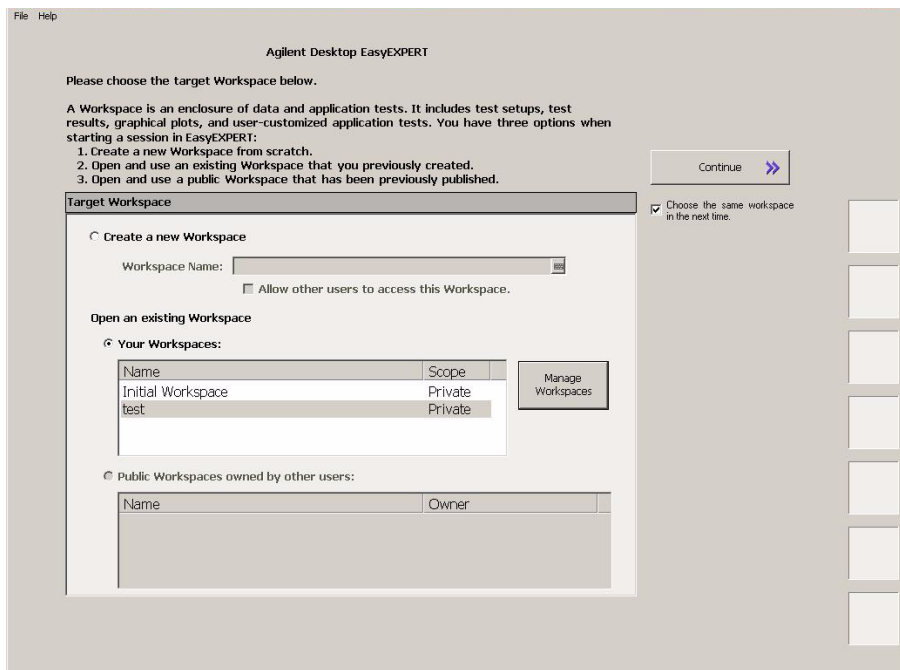 File Help
Agilent Desktop EasyEXPERT
Please choose the target Workspace below.
A Workspace is an enclosure of data and application tests. It includes test setups, test
results, graphical plots, and user-customized application tests. You have three options when
starting a session in EasyEXPERT:
1. Create a new Workspace from scratch.
2. Open and use an existing Workspace that you previously created.
3. Open and use a public Workspace that has been previously published.
Continue
Choose the same workspace
in the next time.
Target Workspace
Create a new Workspace
Workspace Name:
Allow other users to access this Workspace.
Open an existing Workspace
Your Workspaces:
Name Scope
Initial Workspace Private
test Private
Manage
Workspaces
Public Workspaces owned by other users:
Name Owner